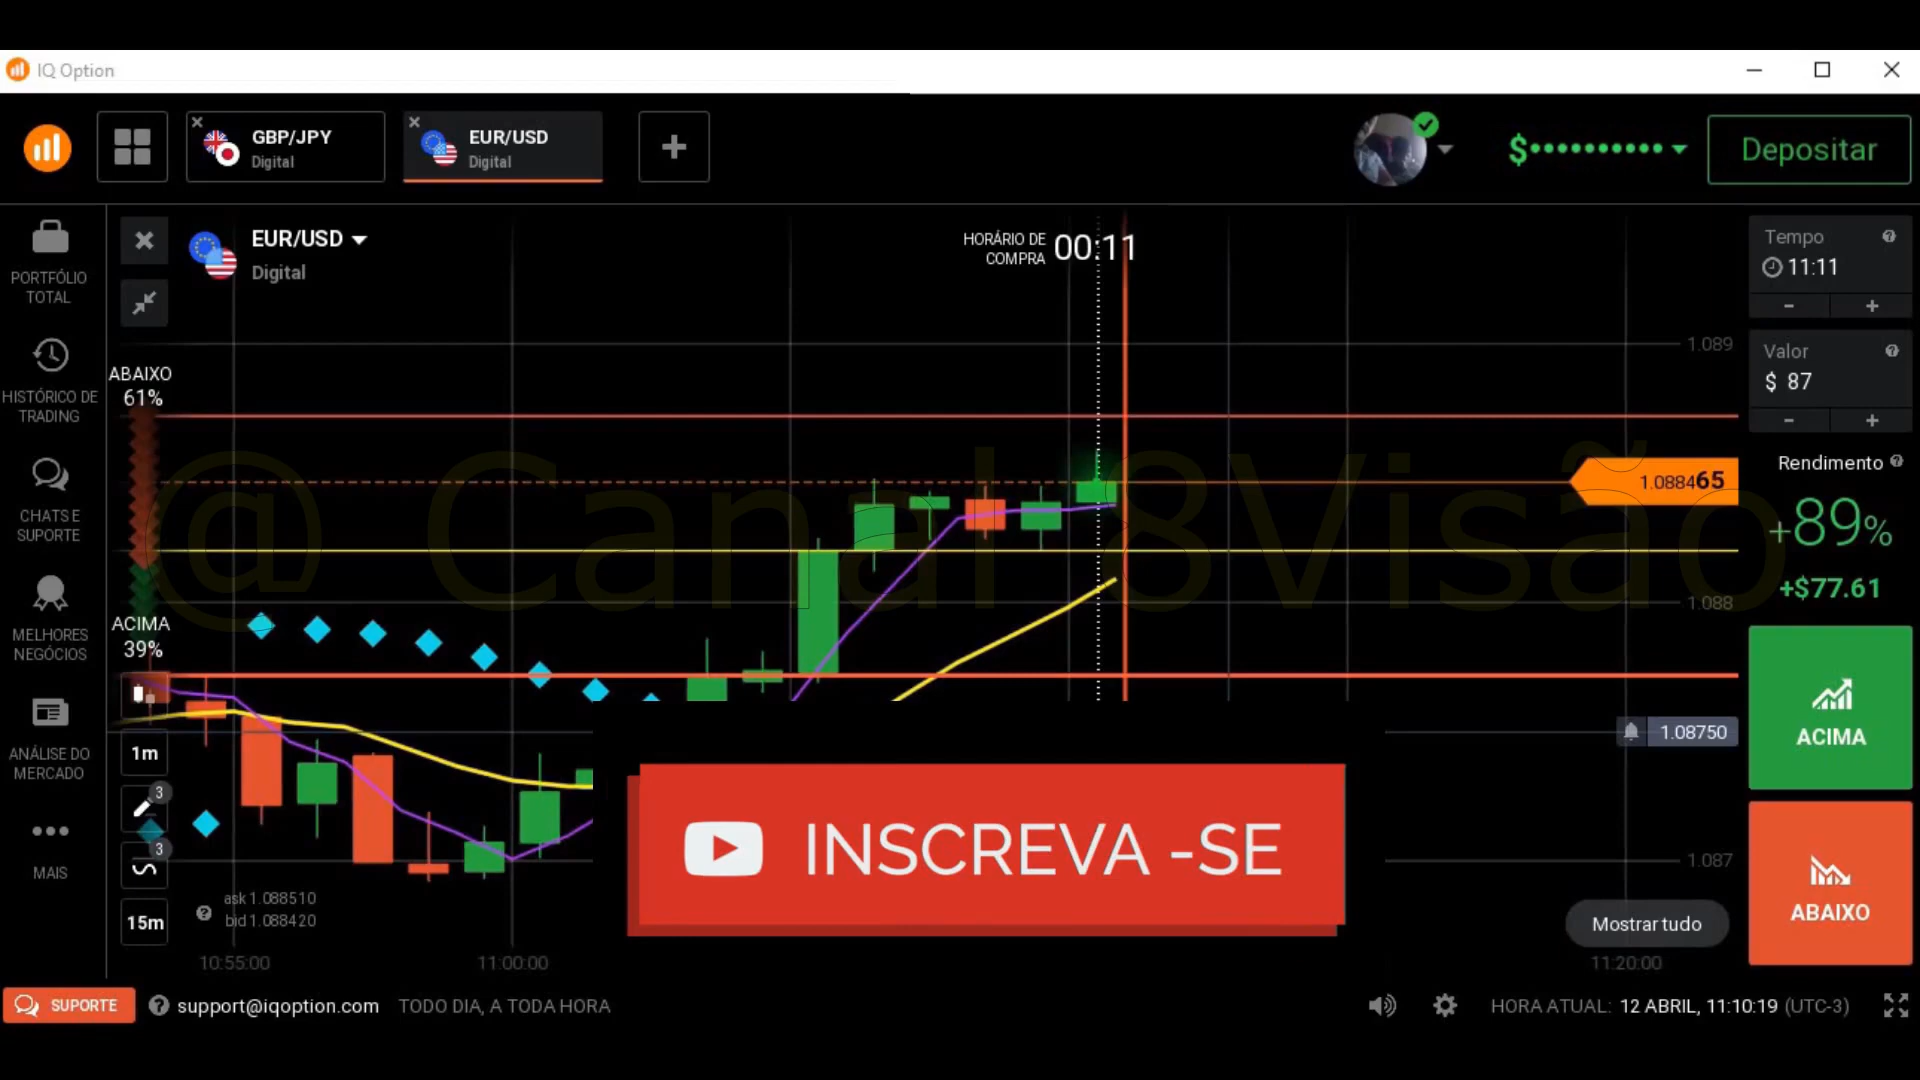 IQ Option
GBP/JPY
Digital
EUR/USD
Digital
$••••••••••
Depositar
PORTFÓLIO
TOTAL
HISTÓRICO DE
TRADING
CHATS E
SUPORTE
MELHORES
NEGÓCIOS
ANÁLISE DO
MERCADO
MAIS
EUR/USD
Digital
HORÁRIO DE
COMPRA
00:11
ABAIXO
61%
ACIMA
39%
@ Canal 8Visão
1.089
1.088465
1.088
1.08750
1.087
1m
3
3
15m
ask 1.088510
bid 1.088420
10:55:00
11:00:00
11:20:00
INSCREVA -SE
Mostrar tudo
Tempo
11:11
- +
Valor
$ 87
- +
Rendimento
+89%
+$77.61
ACIMA
ABAIXO
SUPORTE
support@iqoption.com
TODO DIA, A TODA HORA
HORA ATUAL: 12 ABRIL, 11:10:19 (UTC-3)